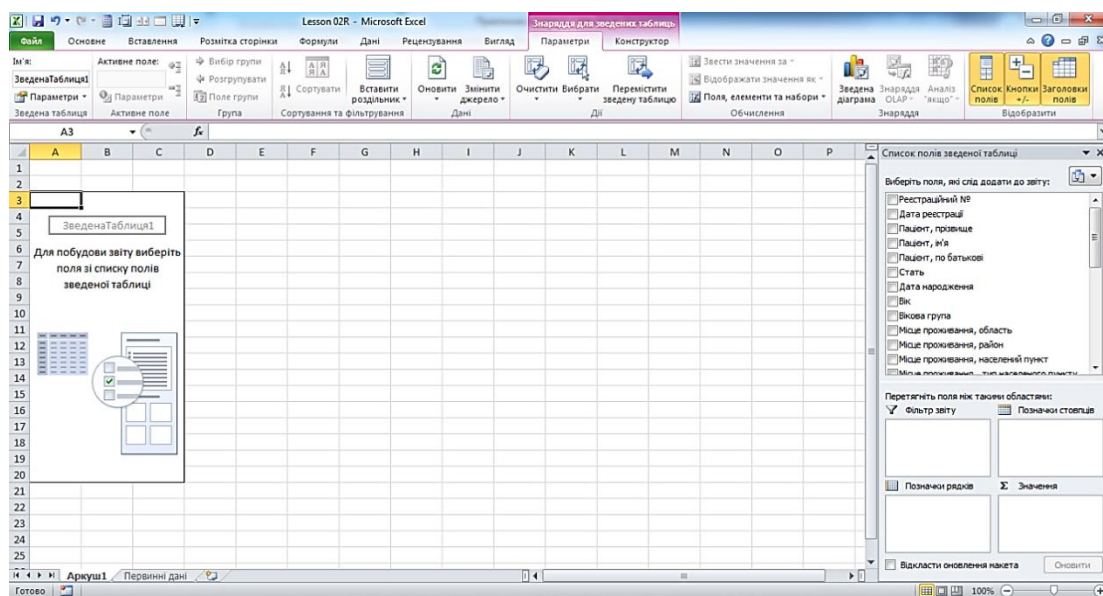 Lesson 02R - Microsoft Excel
Знаряддя для зведених таблиць
Файл Основне Вставлення Розмітка сторінки Формули Дані Рецензування Вигляд Параметри Конструктор
Ім'я:
ЗведенаТаблиця1
Параметри
Зведена таблиця
Активне поле:
Параметри
Активне поле
Вибір групи
Розгрупувати
Поле групи
Група
Сортувати
Вставити роздільник
Сортування та фільтрування
Оновити
Змінити джерело
Дані
Очистити
Вибрати
Перемістити зведену таблицю
Дії
Звести значення за
Відображати значення як
Поля, елементи та набори
Обчислення
Зведена діаграма
Знаряддя OLAP
Аналіз "якщо"
Знаряддя
Список полів
Кнопки +/-
Заголовки полів
Відобразити
A3
fx
A B C D E F G H I J K L M N O P
1
2
3
4
5
6
7
8
9
10
11
12
13
14
15
16
17
18
19
20
21
22
23
24
25
ЗведенаТаблиця1
Для побудови звіту виберіть
поля зі списку полів
зведеної таблиці
Список полів зведеної таблиці
Виберіть поля, які слід додати до звіту:
Реєстраційний №
Дата реєстрації
Пацієнт, прізвище
Пацієнт, ім'я
Пацієнт, по батькові
Стать
Дата народження
Вік
Вікова група
Місце проживання, область
Місце проживання, район
Місце проживання, населений пункт
Місце проживання, тип населеного пункту
Перетягніть поля між такими областями:
Фільтр звіту
Позначки стовпців
Позначки рядків
Σ Значення
Відкласти оновлення макета
Оновити
Аркуш1 Первинні дані
Готово
100%